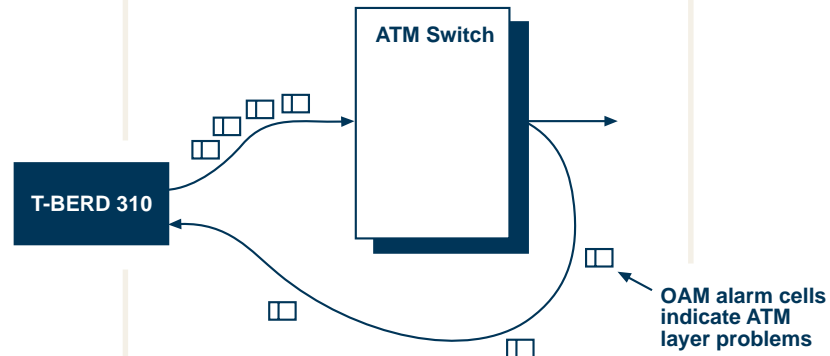 ATM Switch
T-BERD 310
OAM alarm cells
indicate ATM
layer problems